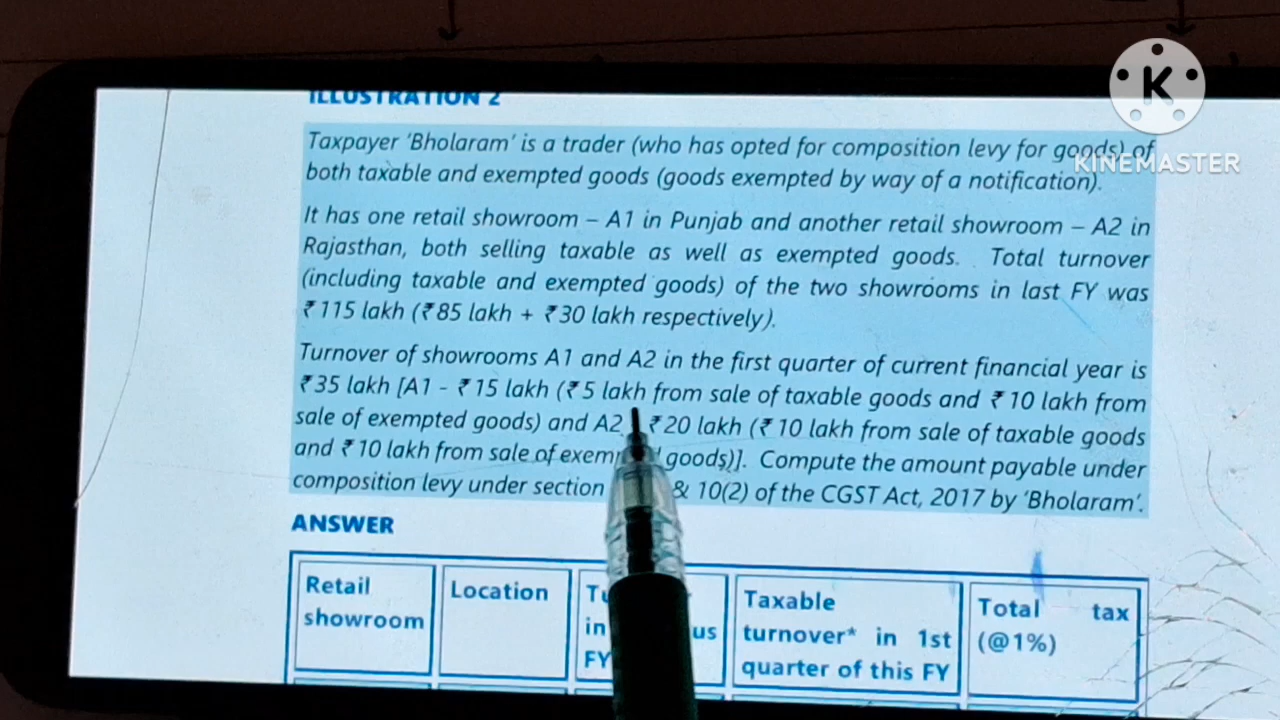 ILLUSTRATION 2
K
KINEMASTER
Taxpayer 'Bholaram' is a trader (who has opted for composition levy for goods) of
both taxable and exempted goods (goods exempted by way of a notification).
It has one retail showroom – A1 in Punjab and another retail showroom – A2 in
Rajasthan, both selling taxable as well as exempted goods. Total turnover
(including taxable and exempted goods) of the two showrooms in last FY was
₹115 lakh (₹85 lakh + ₹30 lakh respectively).
Turnover of showrooms A1 and A2 in the first quarter of current financial year is
₹35 lakh [A1 - ₹15 lakh (₹5 lakh from sale of taxable goods and ₹10 lakh from
sale of exempted goods) and A2 ₹20 lakh (₹10 lakh from sale of taxable goods
and ₹10 lakh from sale of goods)]. Compute the amount payable under
composition levy under section & 10(2) of the CGST Act, 2017 by 'Bholaram'.
ANSWER
Retail showroom
Location
in
FY
Taxable turnover* in 1st quarter of this FY
Total tax (@1%)